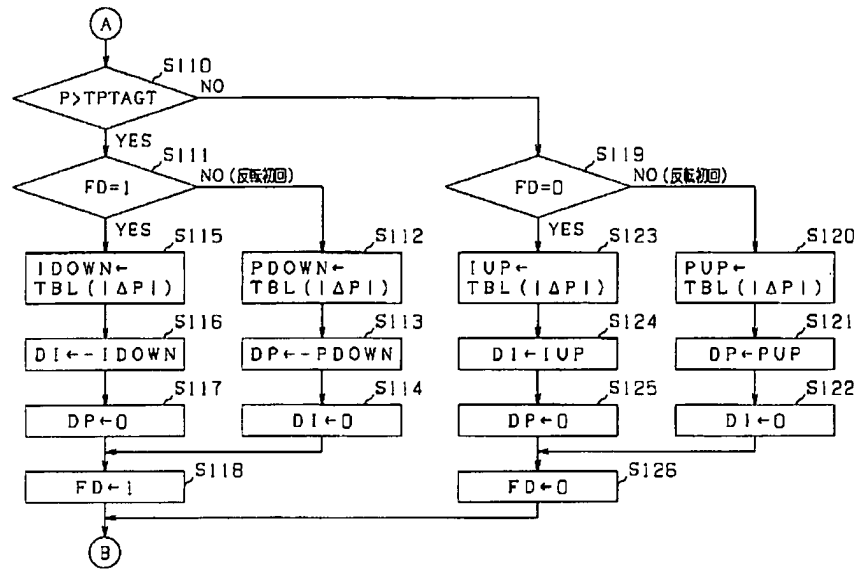 A
S110
P>TPTAGT
NO
YES
S111
FD=1
NO (反転初回)
YES
S119
FD=0
NO (反転初回)
YES
S115
IDOWN←
TBL(|ΔP|)
S112
PDOWN←
TBL(|ΔP|)
S123
IUP←
TBL(|ΔP|)
S120
PUP←
TBL(|ΔP|)
S116
DI←-IDOWN
S113
DP←-PDOWN
S124
DI←IUP
S121
DP←PUP
S117
DP←0
S114
DI←0
S125
DP←0
S122
DI←0
S118
FD←1
S126
FD←0
B